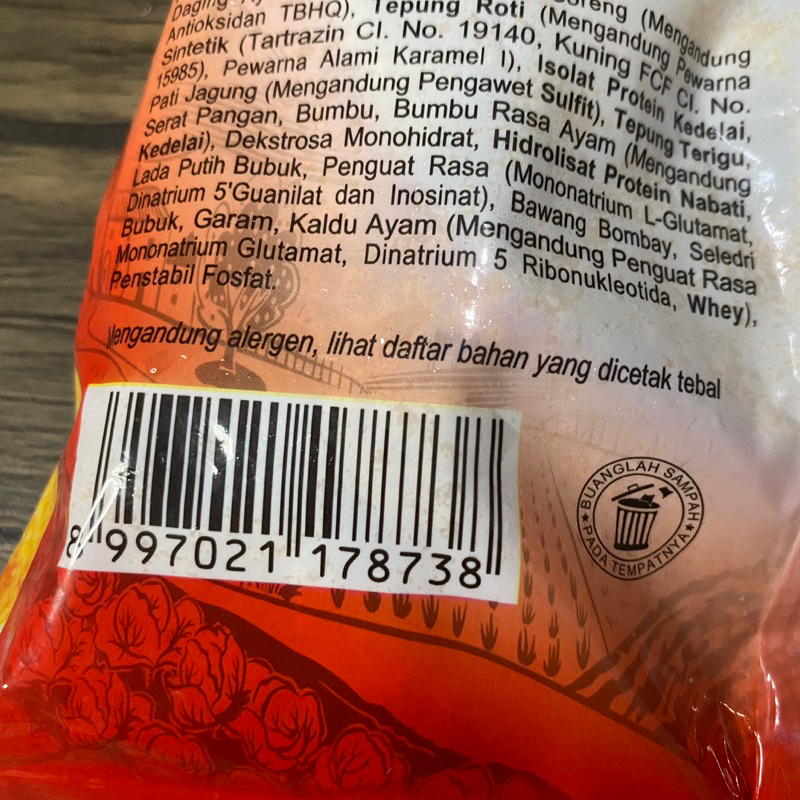 Daging
Goreng (Mengandung
Antioksidan TBHQ), Tepung Roti (Mengandung Pewarna
Sintetik (Tartrazin CI. No. 19140, Kuning FCF CI. No.
15985), Pewarna Alami Karamel I), Isolat Protein Kedelai,
Pati Jagung (Mengandung Pengawet Sulfit), Tepung Terigu,
Serat Pangan, Bumbu, Bumbu Rasa Ayam (Mengandung
Kedelai), Dekstrosa Monohidrat, Hidrolisat Protein Nabati,
Lada Putih Bubuk, Penguat Rasa (Mononatrium L-Glutamat,
Dinatrium 5'Guanilat dan Inosinat), Bawang Bombay, Seledri
Bubuk, Garam, Kaldu Ayam (Mengandung Penguat Rasa
Mononatrium Glutamat, Dinatrium 5 Ribonukleotida, Whey),
Penstabil Fosfat.
Mengandung alergen, lihat daftar bahan yang dicetak tebal
8 997021 178738
BUANGLAH SAMPAH
PADA TEMPATNYA